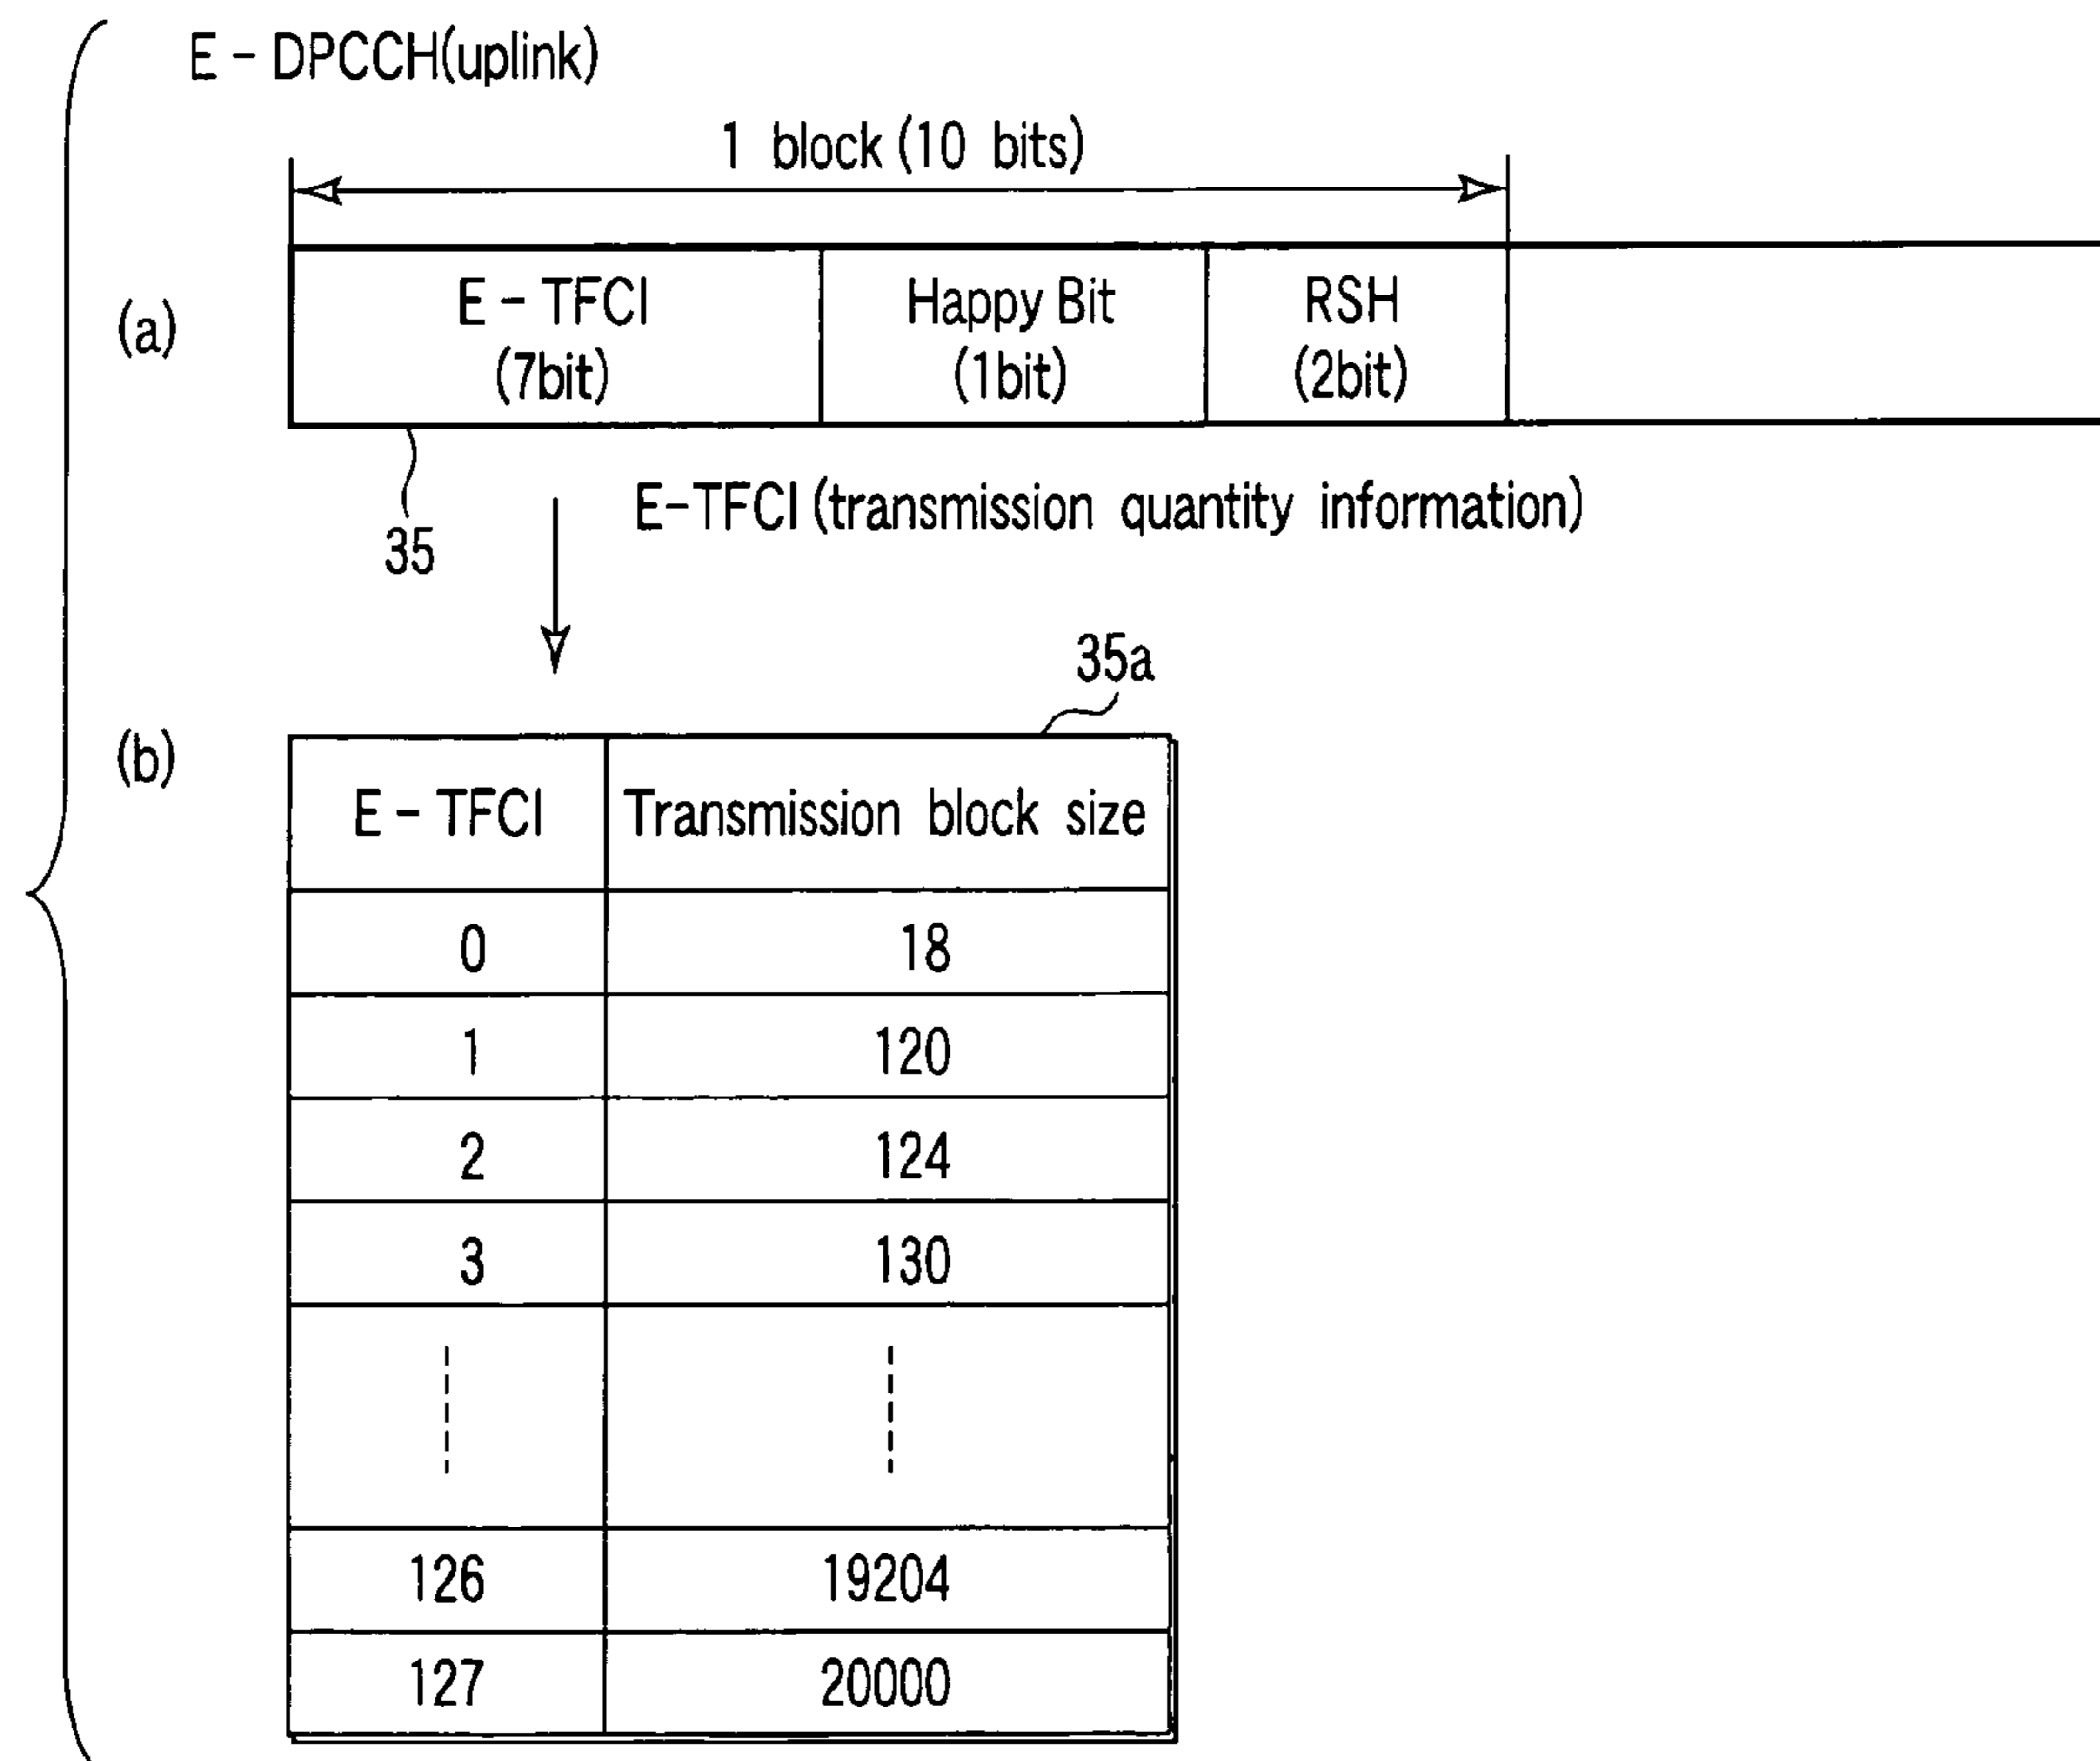 E-DPCCH(uplink)
1 block (10 bits)
(a)
E-TFCI
(7bit)
Happy Bit
(1bit)
RSH
(2bit)
35
E-TFCI (transmission quantity information)
35a
(b)
E-TFCI Transmission block size
0 18
1 120
2 124
3 130
126 19204
127 20000